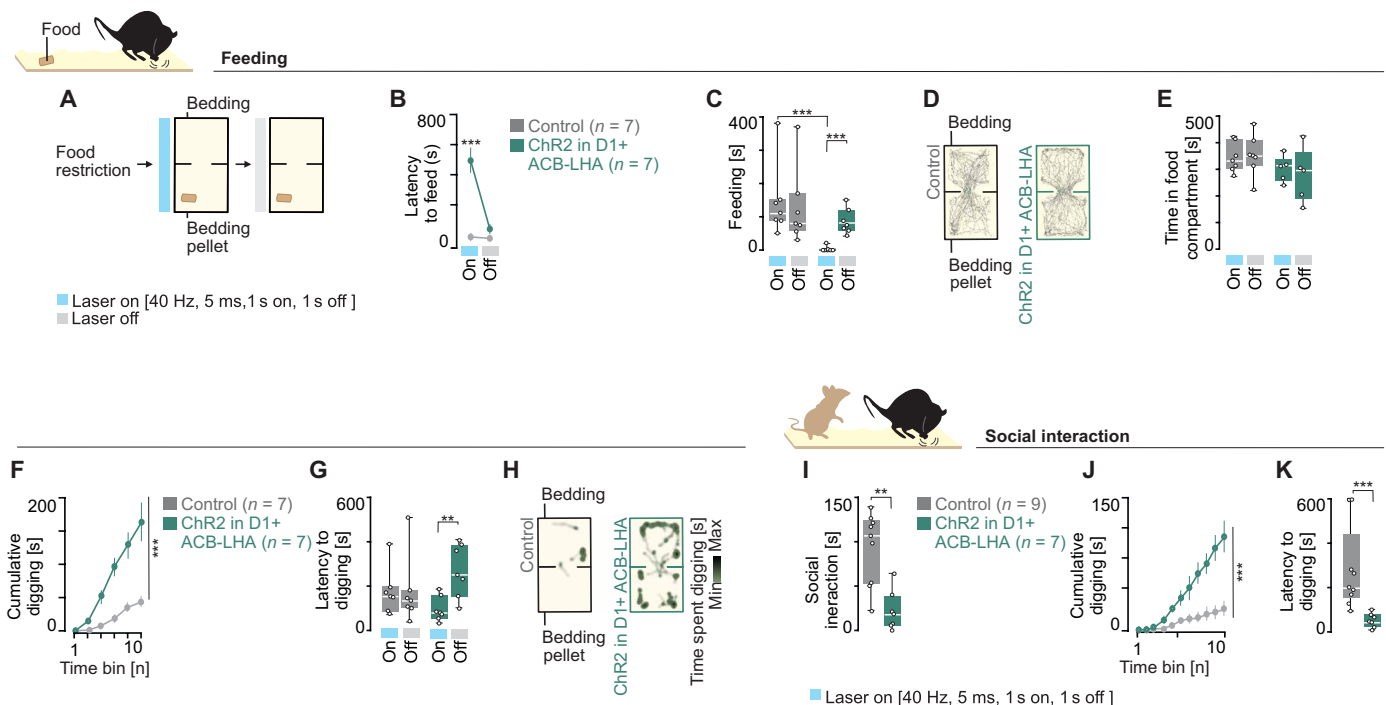 Food
Feeding
A
Bedding
Food
restriction
Bedding
pellet
Laser on [40 Hz, 5 ms,1 s on, 1 s off ]
Laser off
B
800
***
Latency
to feed (s)
0
On
Off
Control (n = 7)
ChR2 in D1+
ACB-LHA (n = 7)
C
400
***
***
Feeding [s]
0
On
Off
On
Off
D
Bedding
Control
ChR2 in D1+ ACB-LHA
Bedding
pellet
E
500
Time in food
compartment [s]
0
On
Off
On
Off
Social interaction
F
200
Cumulative
digging [s]
0
***
1
10
Time bin [n]
Control (n = 7)
ChR2 in D1+
ACB-LHA (n = 7)
G
600
**
Latency to
digging [s]
0
On
Off
On
Off
H
Bedding
Control
ChR2 in D1+ ACB-LHA
Bedding
pellet
Time spent digging [s]
Min
Max
I
150
**
Social
ineraction [s]
0
Control (n = 9)
ChR2 in D1+
ACB-LHA (n = 7)
Laser on [40 Hz, 5 ms, 1 s on, 1 s off ]
J
150
Cumulative
digging [s]
0
***
1
10
Time bin [n]
K
600
***
Latency to
digging [s]
0